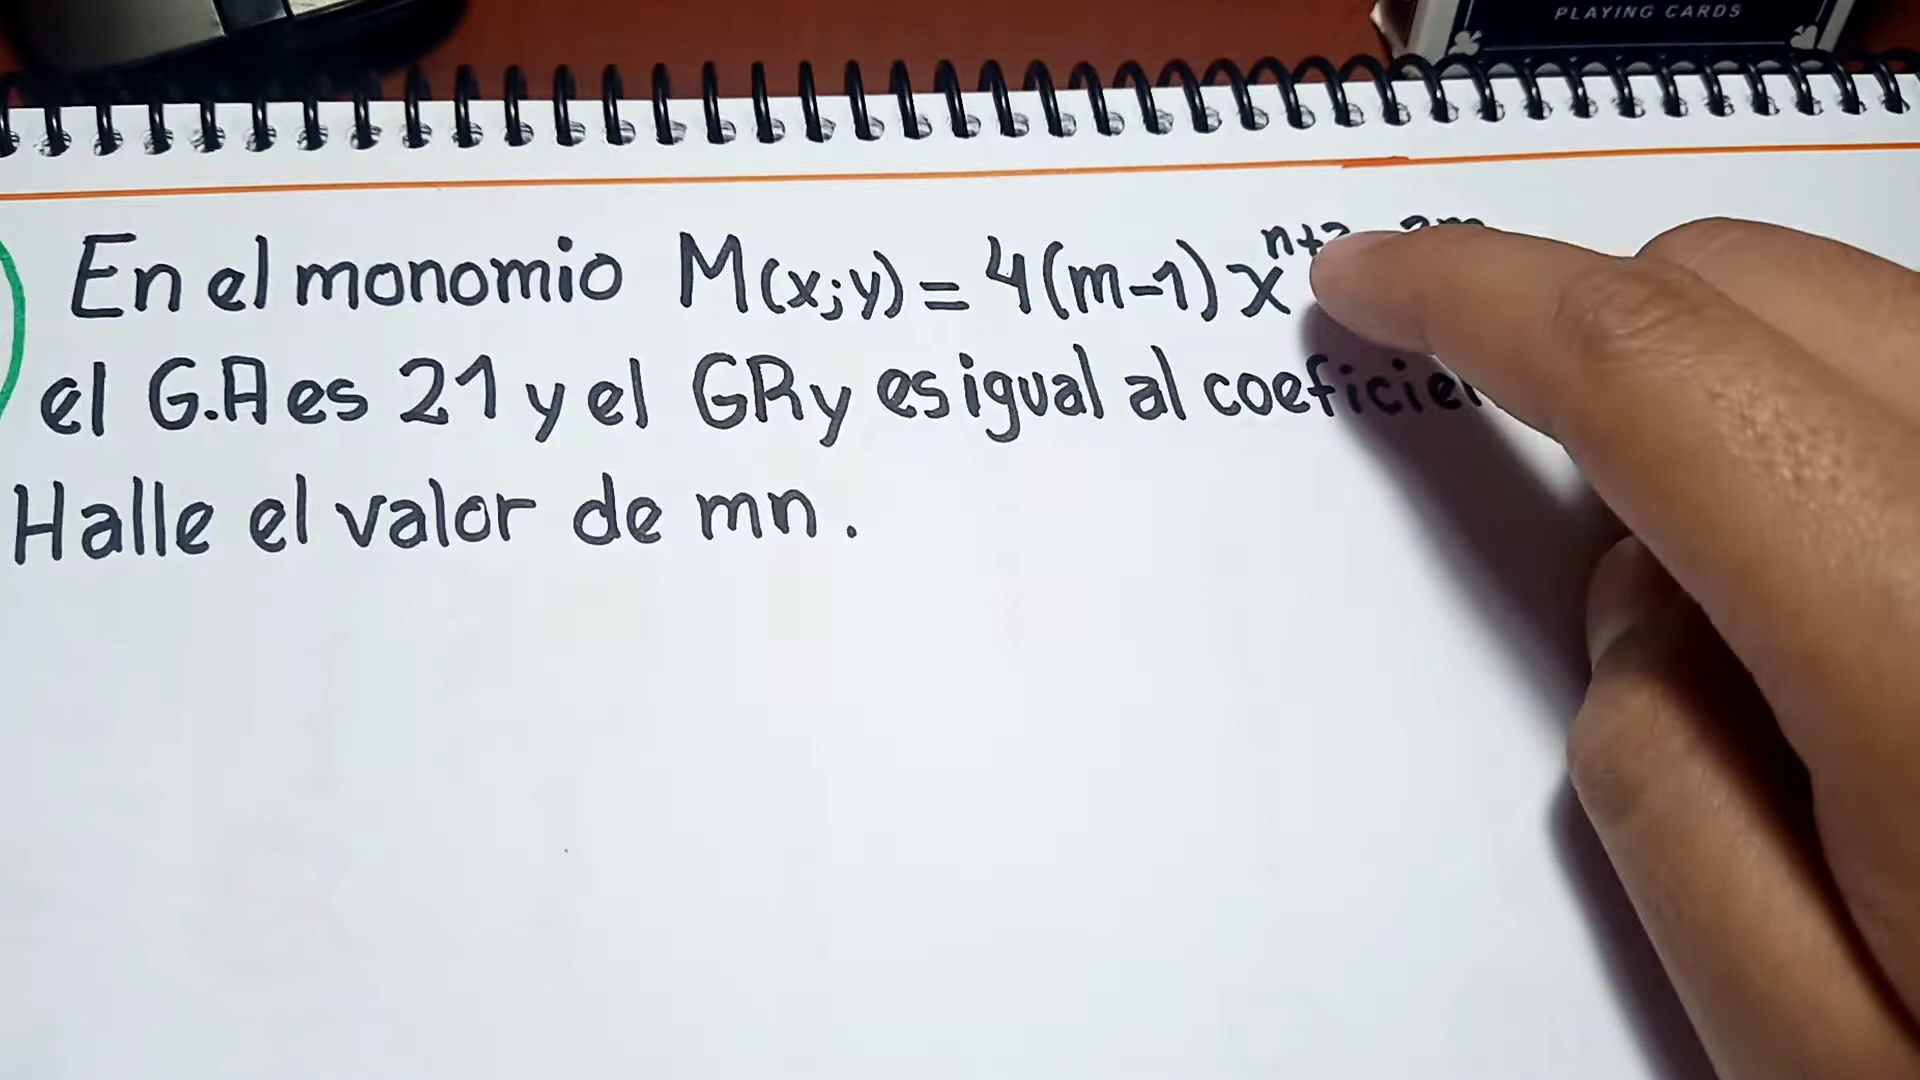 PLAYING CARDS
En el monomio M(x;y) = 4(m-1) x
el G.A es 21 y el GRy es igual al
Halle el valor de mn.